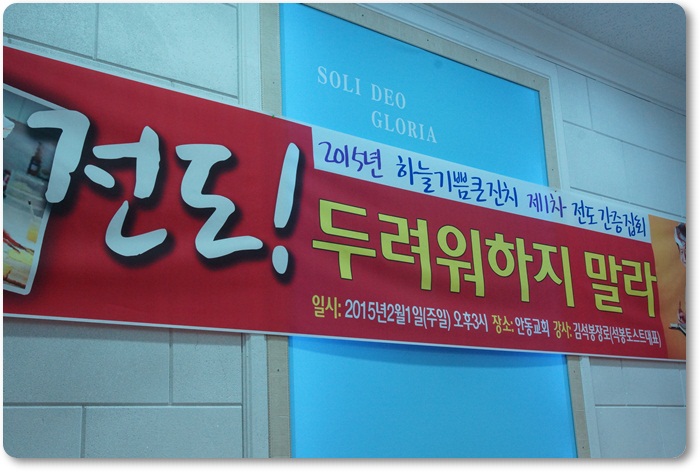 SOLI DEO
GLORIA
전도!
2015년 하늘기쁨큰잔치 제1차 전도간증집회
두려워하지 말라
일시: 2015년2월1일(주일) 오후3시 장소: 안동교회 강사: 김석봉장로(석봉토스트대표)